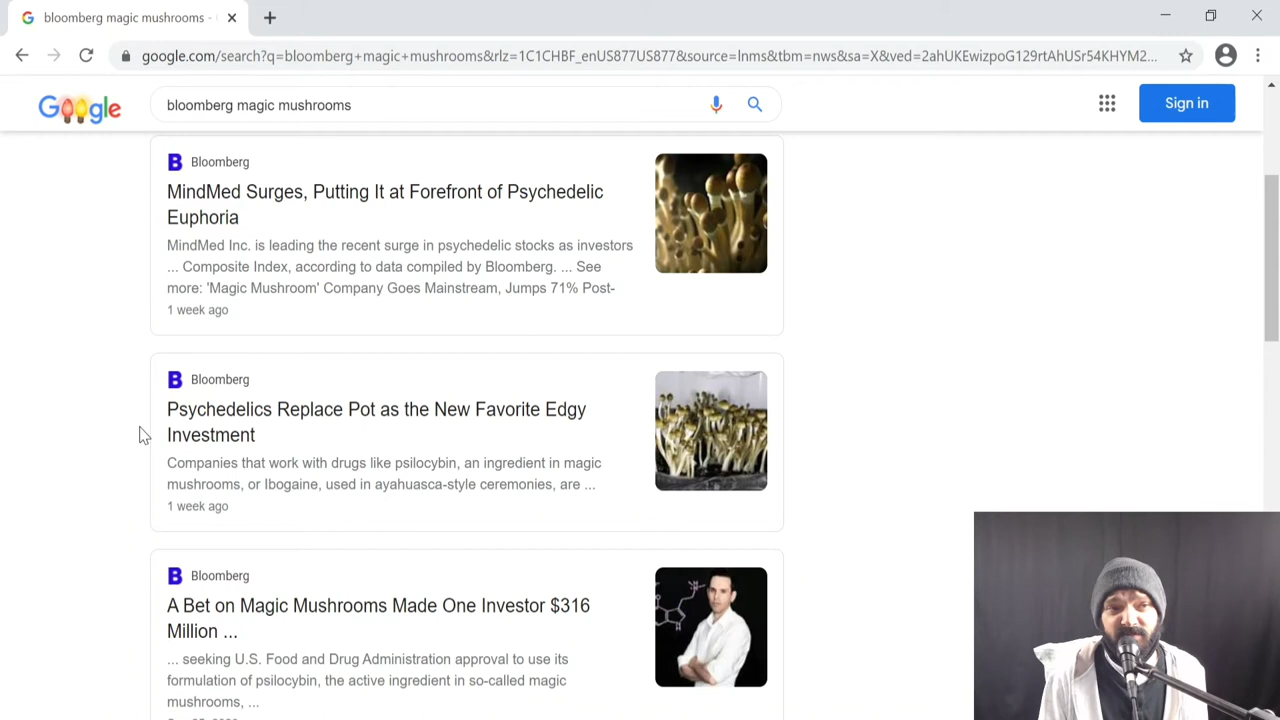 bloomberg magic mushrooms -
google.com/search?q=bloomberg+magic+mushrooms&rlz=1C1CHBF_enUS877US877&source=lnms&tbm=nws&sa=X&ved=2ahUKEwizpoG129rtAhUSr54KHYM2...
Google
bloomberg magic mushrooms
Sign in
B Bloomberg
MindMed Surges, Putting It at Forefront of Psychedelic
Euphoria
MindMed Inc. is leading the recent surge in psychedelic stocks as investors
... Composite Index, according to data compiled by Bloomberg. ... See
more: 'Magic Mushroom' Company Goes Mainstream, Jumps 71% Post-
1 week ago
B Bloomberg
Psychedelics Replace Pot as the New Favorite Edgy
Investment
Companies that work with drugs like psilocybin, an ingredient in magic
mushrooms, or Ibogaine, used in ayahuasca-style ceremonies, are ...
1 week ago
B Bloomberg
A Bet on Magic Mushrooms Made One Investor $316
Million ...
... seeking U.S. Food and Drug Administration approval to use its
formulation of psilocybin, the active ingredient in so-called magic
mushrooms, ...